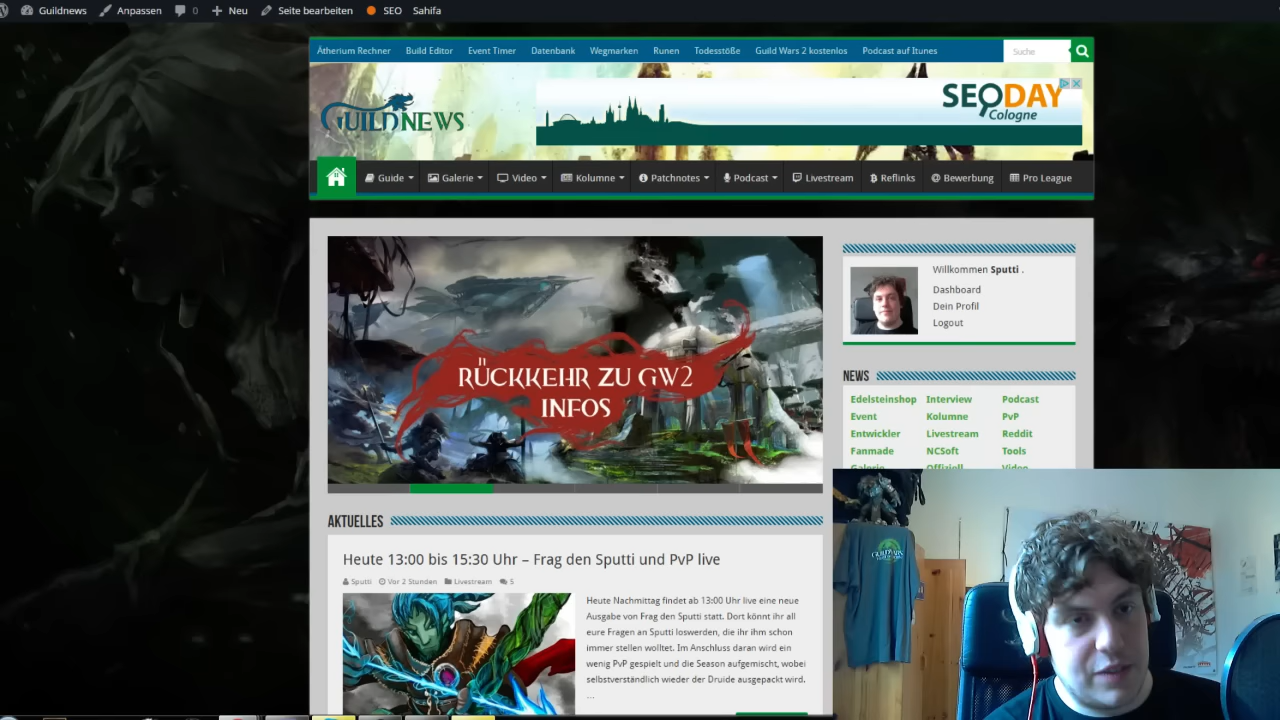 Guildnews Anpassen 0 Neu Seite bearbeiten SEO Sahifa
Ätherium Rechner Build Editor Event Timer Datenbank Wegmarken Runen Todesstöße Guild Wars 2 kostenlos Podcast auf Itunes Suche
SEODAY
Cologne
GUILDNEWS
Guide Galerie Video Kolumne Patchnotes Podcast Livestream Reflinks Bewerbung Pro League
RÜCKKEHR ZU GW2
INFOS
Willkommen Sputti .
Dashboard
Dein Profil
Logout
NEWS
Edelsteinshop Interview Podcast
Event Kolumne PvP
Entwickler Livestream Reddit
Fanmade NCSoft Tools
Galerie Offiziell Video
AKTUELLES
Heute 13:00 bis 15:30 Uhr – Frag den Sputti und PvP live
Sputti Vor 2 Stunden Livestream 5
Heute Nachmittag findet ab 13:00 Uhr live eine neue
Ausgabe von Frag den Sputti statt. Dort könnt ihr all
eure Fragen an Sputti loswerden, die ihr ihm schon
immer stellen wolltet. Im Anschluss daran wird ein
wenig PvP gespielt und die Season aufgemischt, wobei
selbstverständlich wieder der Druide ausgepackt wird.
...
GUILD WARS